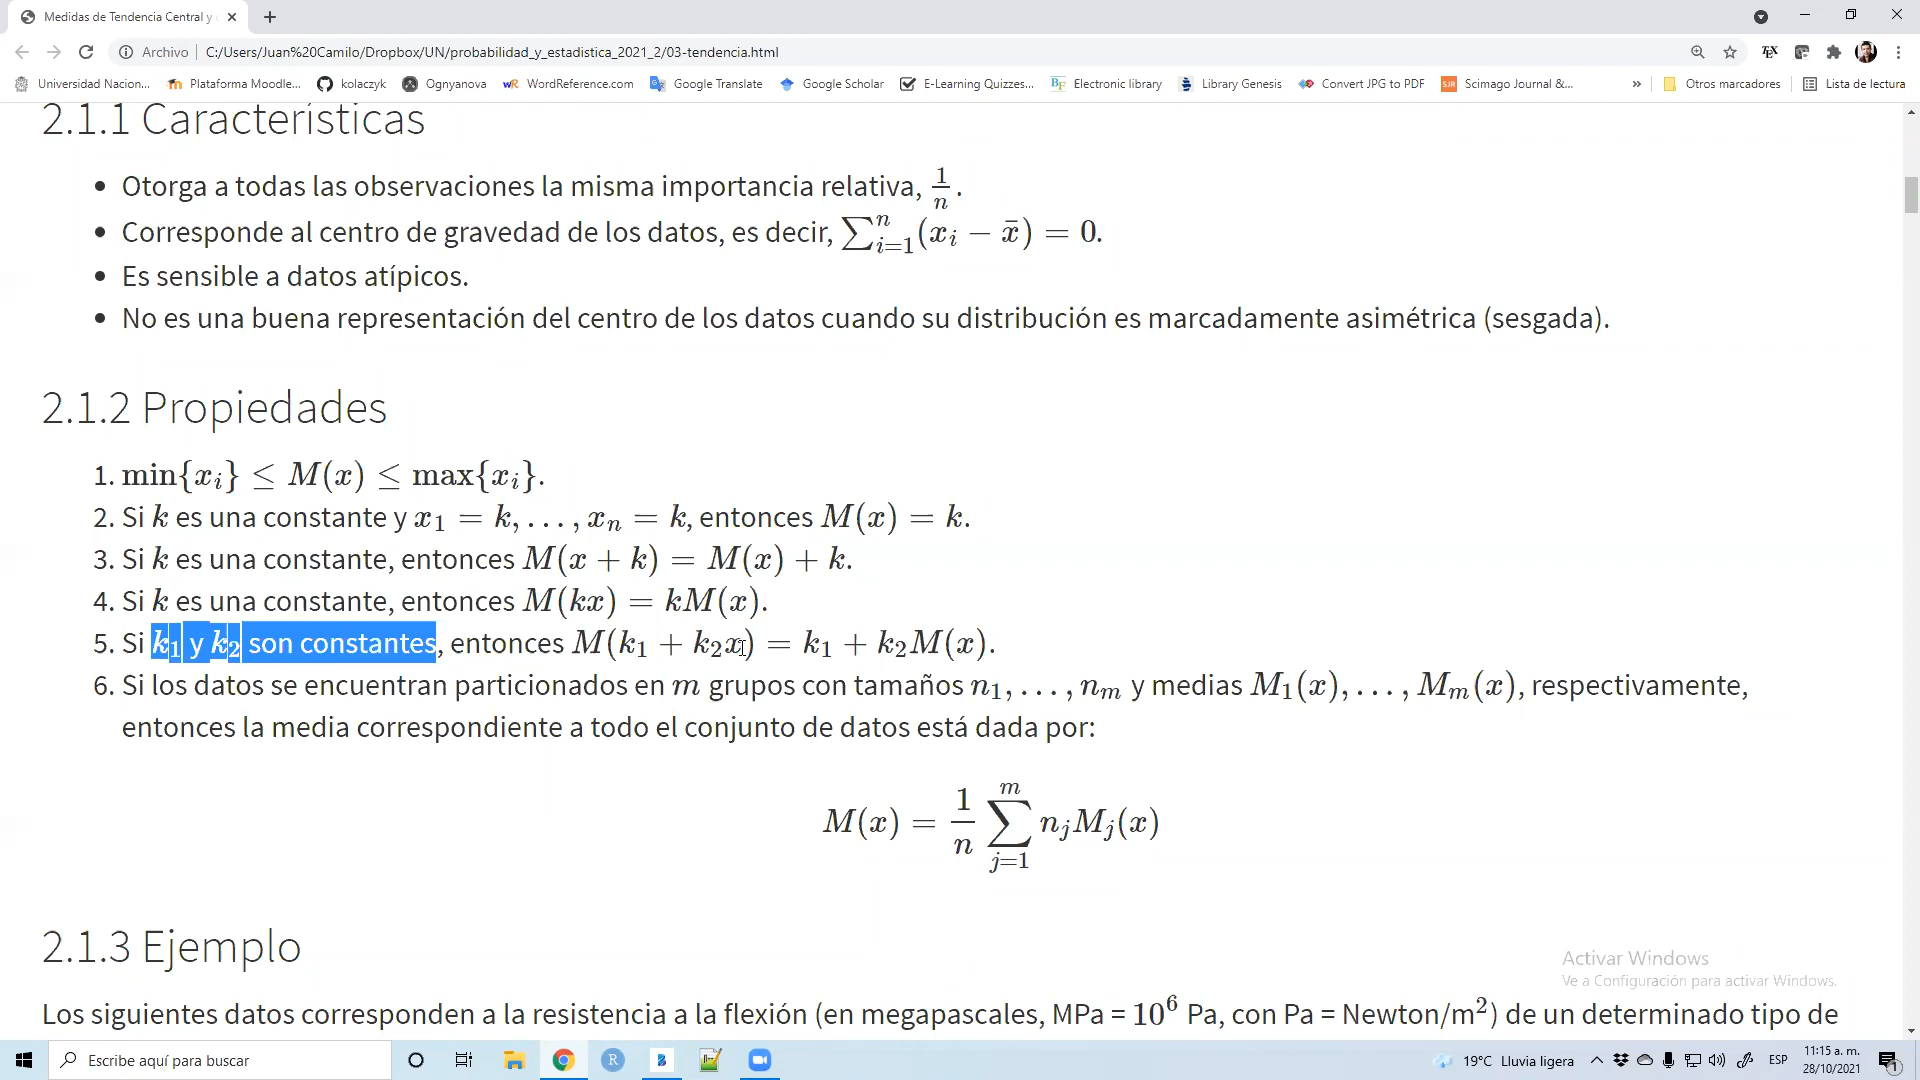 Medidas de Tendencia Central y
Archivo C:/Users/Juan%20Camilo/Dropbox/UN/probabilidad_y_estadistica_2021_2/03-tendencia.html
Universidad Nacion... Plataforma Moodle... kolaczyk Ognyanova WordReference.com Google Translate Google Scholar E-Learning Quizzes... Electronic library Library Genesis Convert JPG to PDF Scimago Journal &... » Otros marcadores Lista de lectura
2.1.1 Características
• Otorga a todas las observaciones la misma importancia relativa, 1/n.
• Corresponde al centro de gravedad de los datos, es decir, ∑ⁿᵢ₌₁(xᵢ − x̄) = 0.
• Es sensible a datos atípicos.
• No es una buena representación del centro de los datos cuando su distribución es marcadamente asimétrica (sesgada).
2.1.2 Propiedades
1. min{xᵢ} ≤ M(x) ≤ max{xᵢ}.
2. Si k es una constante y x₁ = k, . . . , xₙ = k, entonces M(x) = k.
3. Si k es una constante, entonces M(x + k) = M(x) + k.
4. Si k es una constante, entonces M(kx) = kM(x).
5. Si k₁ y k₂ son constantes, entonces M(k₁ + k₂x) = k₁ + k₂M(x).
6. Si los datos se encuentran particionados en m grupos con tamaños n₁, . . . , nₘ y medias M₁(x), . . . , Mₘ(x), respectivamente,
entonces la media correspondiente a todo el conjunto de datos está dada por:
M(x) = 1/n ∑ᵐⱼ₌₁ nⱼMⱼ(x)
2.1.3 Ejemplo
Activar Windows
Ve a Configuración para activar Windows.
Los siguientes datos corresponden a la resistencia a la flexión (en megapascales, MPa = 10⁶ Pa, con Pa = Newton/m²) de un determinado tipo de
Escribe aquí para buscar
19°C Lluvia ligera
ESP
11:15 a. m.
28/10/2021